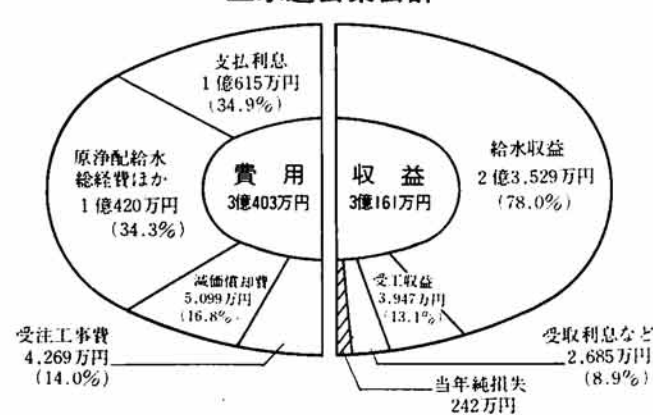 支払利息
1億615万円
(34.9%)
原浄配給水
総経費ほか
1億420万円
(34.3%)
費用
3億403万円
収益
3億161万円
給水収益
2億3,529万円
(78.0%)
減価償却費
5,099万円
(16.8%)
受工収益
3,947万円
(13.1%)
受注工事費
4,269万円
(14.0%)
受取利息など
2,685万円
(8.9%)
当年純損失
242万円